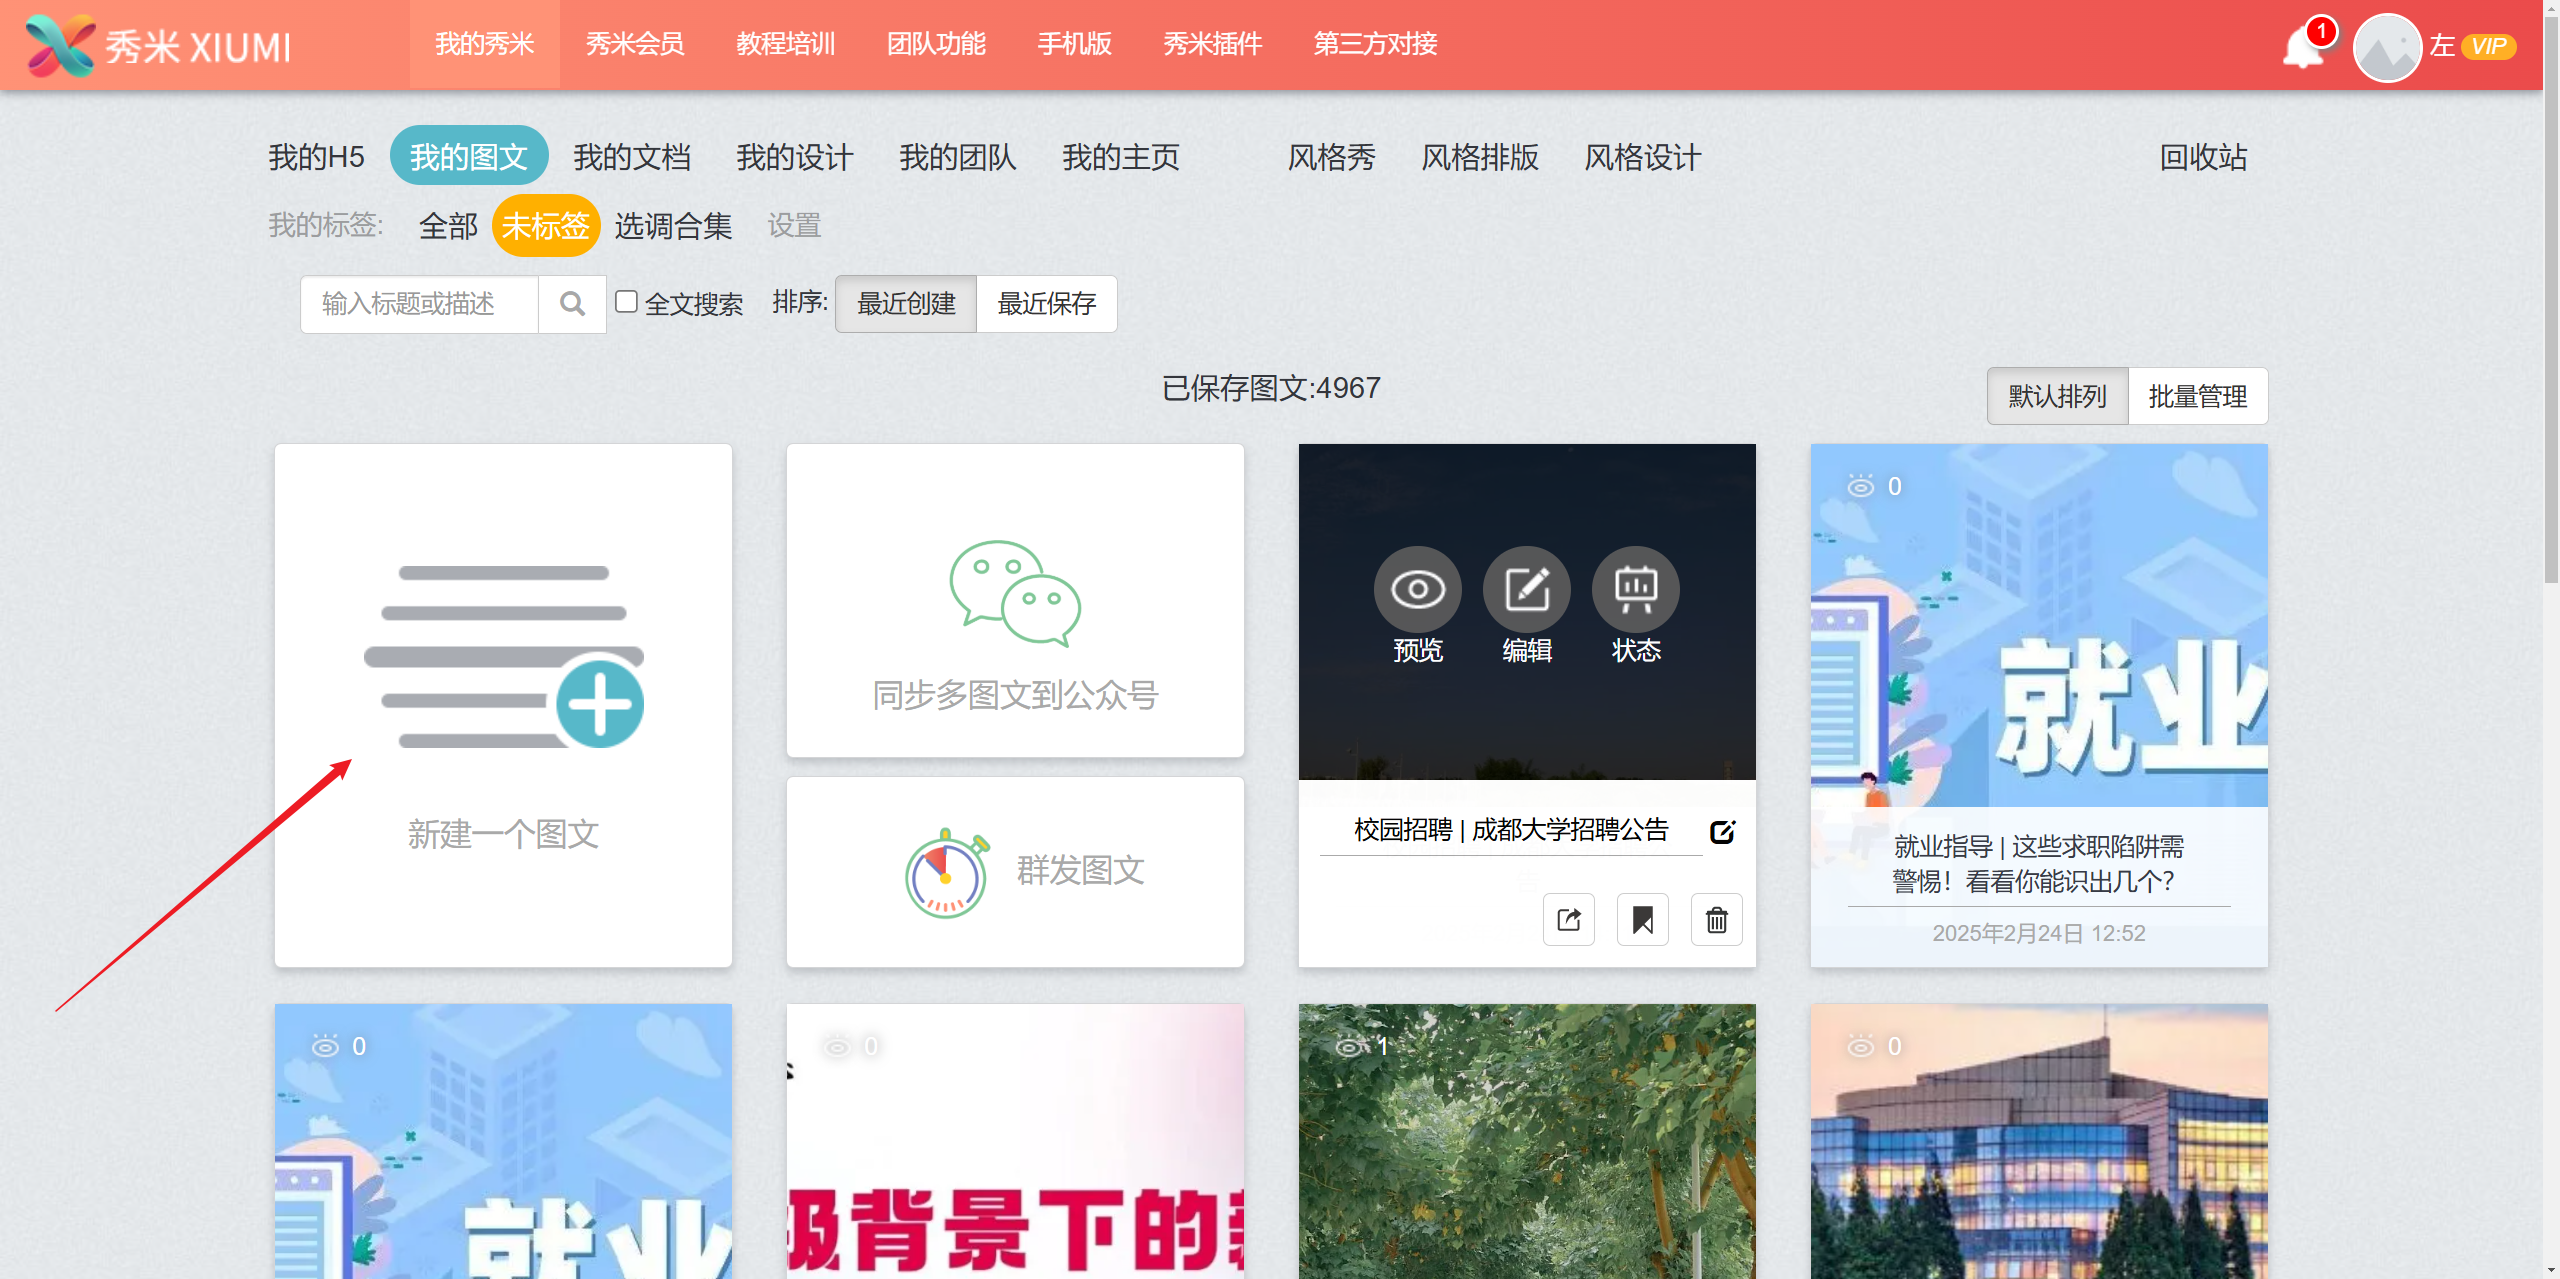 秀米 XIUMI
我的秀米 秀米会员 教程培训 团队功能 手机版 秀米插件 第三方对接
1
左 VIP
我的H5 我的图文 我的文档 我的设计 我的团队 我的主页 风格秀 风格排版 风格设计 回收站
我的标签: 全部 未标签 选调合集 设置
输入标题或描述 全文搜索 排序: 最近创建 最近保存
已保存图文:4967
默认排列 批量管理
新建一个图文
同步多图文到公众号
群发图文
预览 编辑 状态
校园招聘 | 成都大学招聘公告
0
就业
就业指导 | 这些求职陷阱需
警惕！看看你能识出几个？
2025年2月24日 12:52
0
就业
0
背景下的
1
0